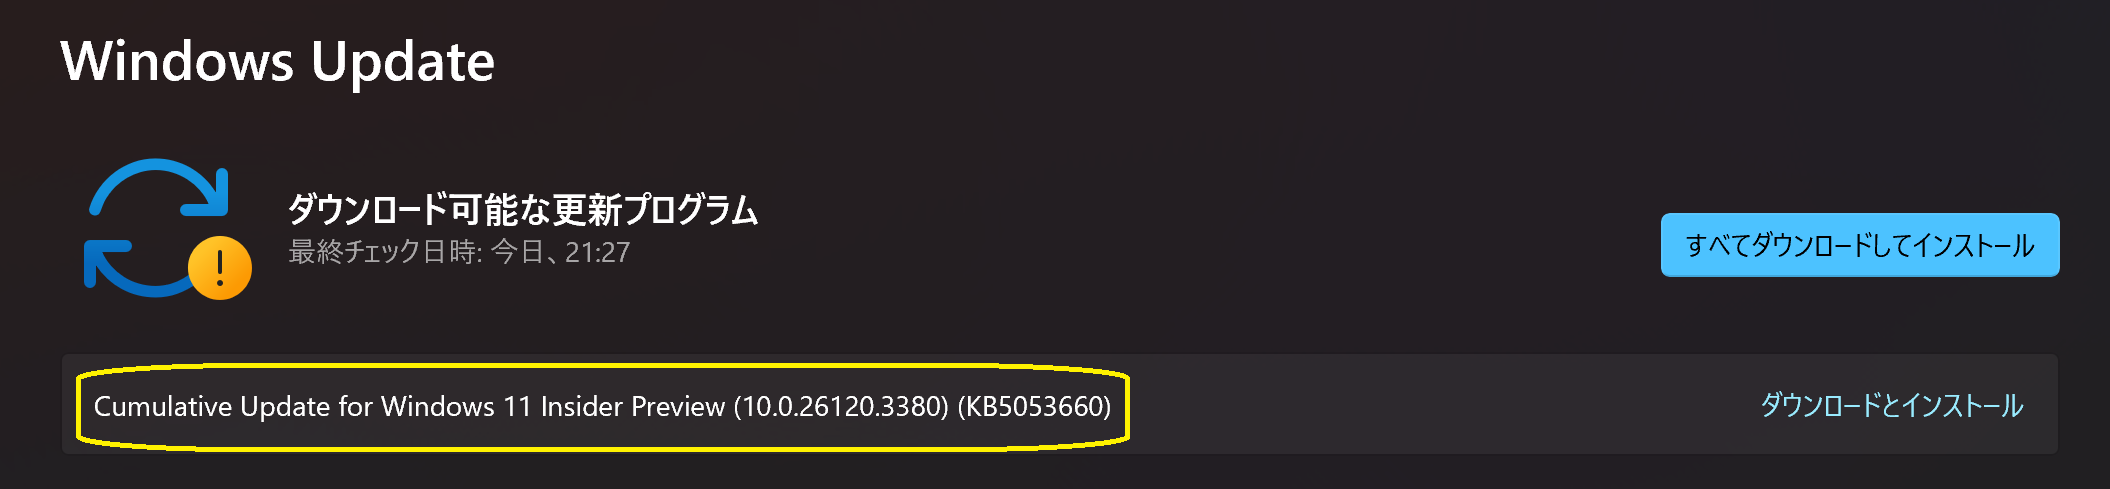 Windows Update
ダウンロード可能な更新プログラム
最終チェック日時: 今日、21:27
すべてダウンロードしてインストール
Cumulative Update for Windows 11 Insider Preview (10.0.26120.3380) (KB5053660)
ダウンロードとインストール